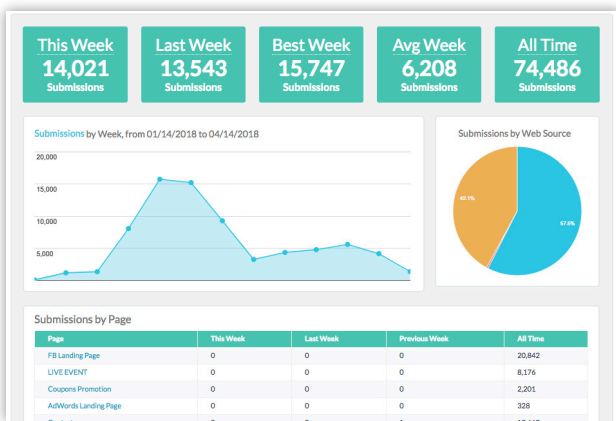 This Week
14,021
Submissions
Last Week
13,543
Submissions
Best Week
15,747
Submissions
Avg Week
6,208
Submissions
All Time
74,486
Submissions
Submissions by Week, from 01/14/2018 to 04/14/2018
20,000
15,000
10,000
5,000
Submissions by Web Source
42.1%
57.5%
Submissions by Page
Page This Week Last Week Previous Week All Time
FB Landing Page 0 0 0 20,842
LIVE EVENT 0 0 0 8,176
Coupons Promotion 0 0 0 2,201
AdWords Landing Page 0 0 0 328